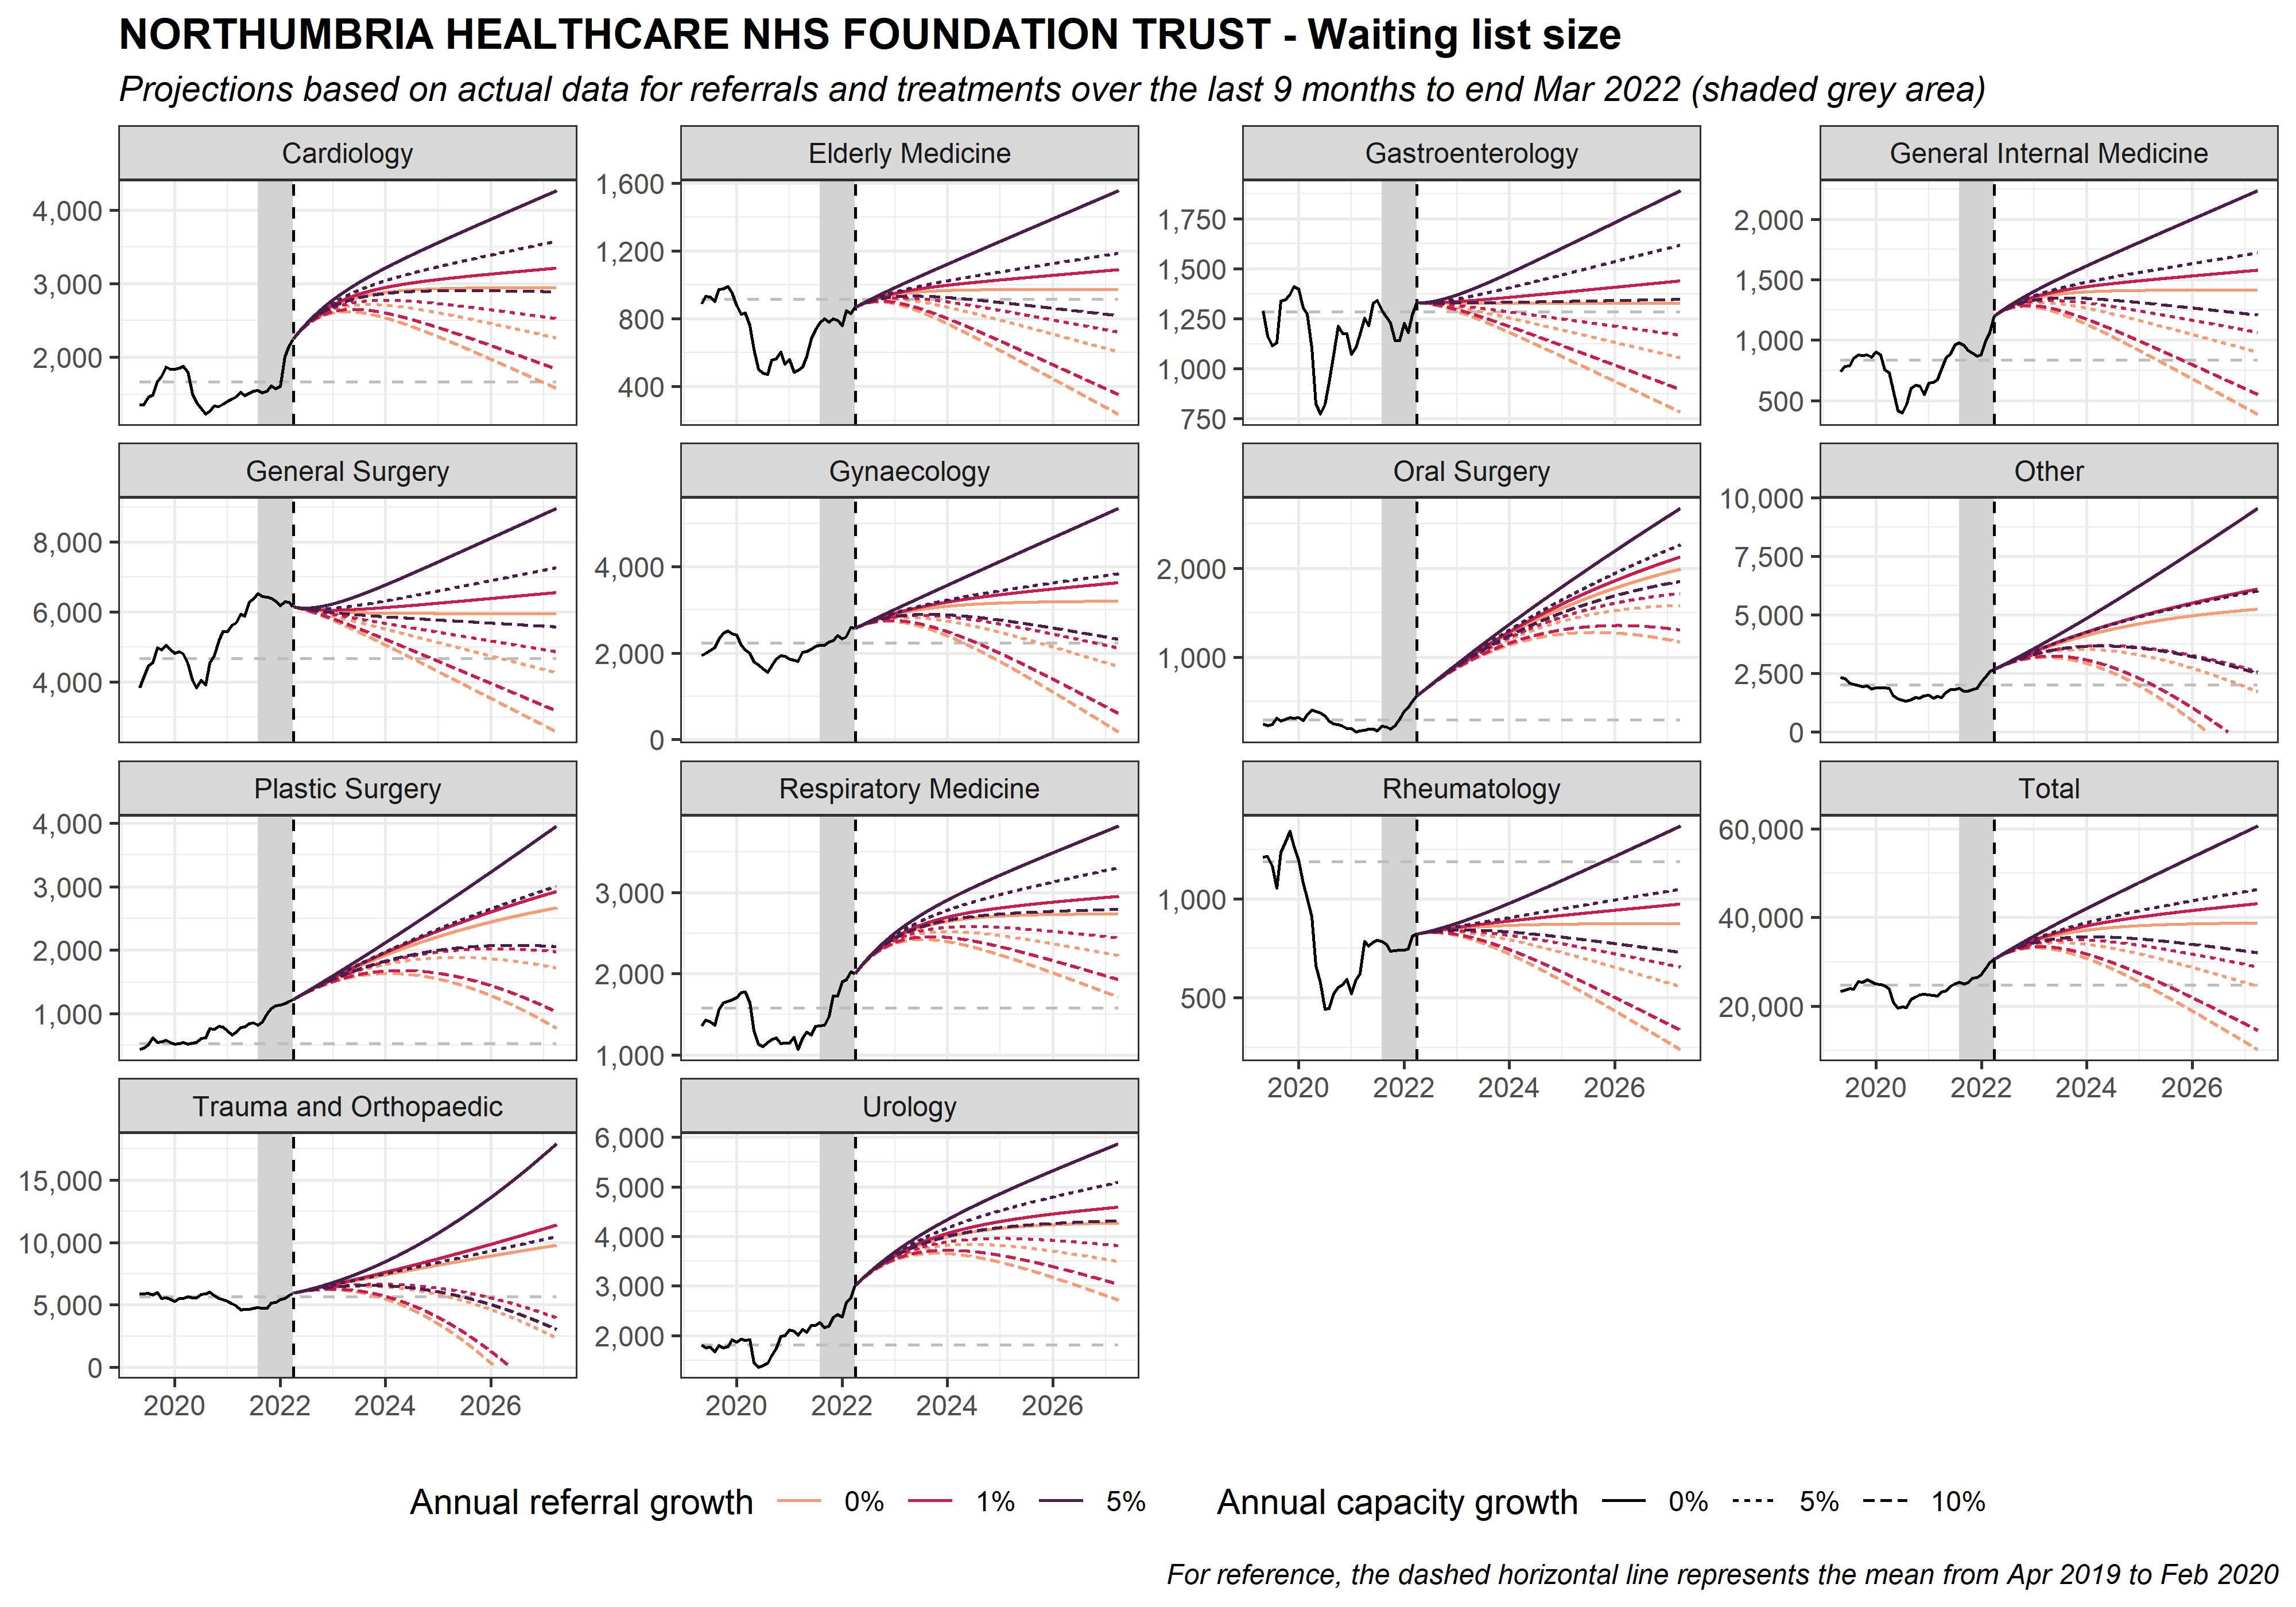 NORTHUMBRIA HEALTHCARE NHS FOUNDATION TRUST - Waiting list size
Projections based on actual data for referrals and treatments over the last 9 months to end Mar 2022 (shaded grey area)
Cardiology
4,000
3,000
2,000
Elderly Medicine
1,600
1,200
800
400
Gastroenterology
1,750
1,500
1,250
1,000
750
General Internal Medicine
2,000
1,500
1,000
500
General Surgery
8,000
6,000
4,000
Gynaecology
4,000
2,000
0
Oral Surgery
2,000
1,000
Other
10,000
7,500
5,000
2,500
0
Plastic Surgery
4,000
3,000
2,000
1,000
Respiratory Medicine
3,000
2,000
1,000
Rheumatology
1,000
500
2020 2022 2024 2026
Total
60,000
40,000
20,000
2020 2022 2024 2026
Trauma and Orthopaedic
15,000
10,000
5,000
0
2020 2022 2024 2026
Urology
6,000
5,000
4,000
3,000
2,000
2020 2022 2024 2026
Annual referral growth 0% 1% 5% Annual capacity growth 0% 5% 10%
For reference, the dashed horizontal line represents the mean from Apr 2019 to Feb 2020